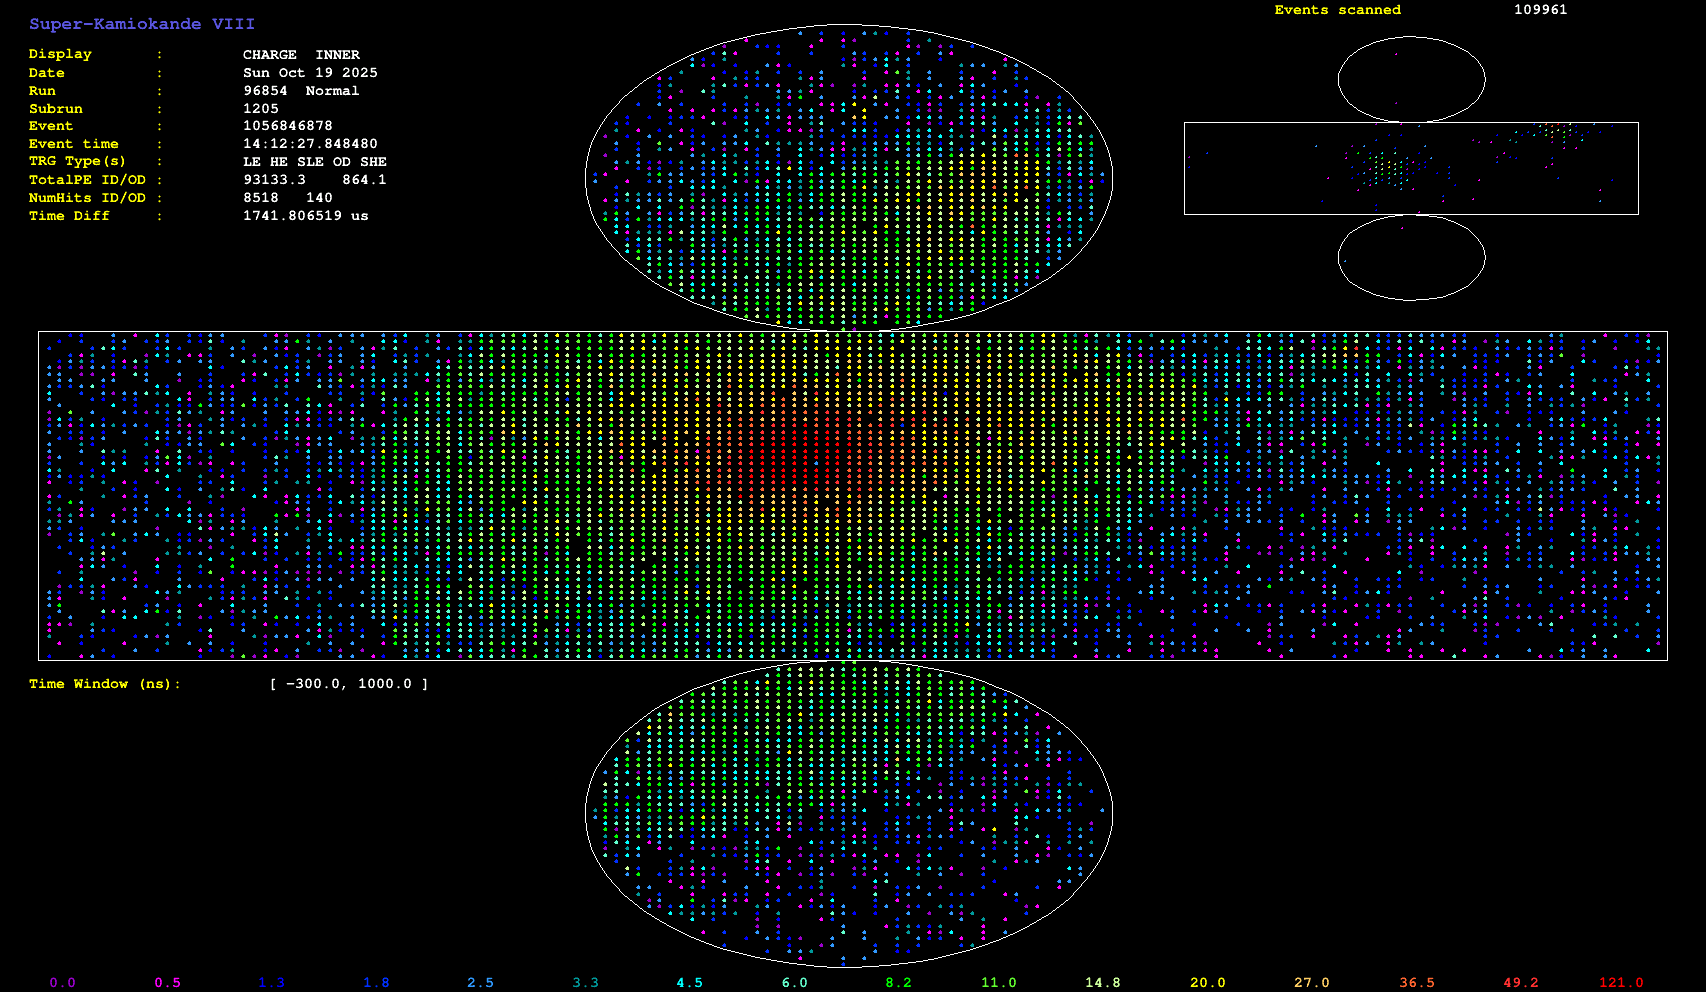 Super-Kamiokande VIII
Events scanned 109961
Display : CHARGE INNER
Date : Sun Oct 19 2025
Run : 96854 Normal
Subrun : 1205
Event : 1056846878
Event time : 14:12:27.848480
TRG Type(s) : LE HE SLE OD SHE
TotalPE ID/OD : 93133.3 864.1
NumHits ID/OD : 8518 140
Time Diff : 1741.806519 us
Time Window (ns): [ -300.0, 1000.0 ]
0.0 0.5 1.3 1.8 2.5 3.3 4.5 6.0 8.2 11.0 14.8 20.0 27.0 36.5 49.2 121.0